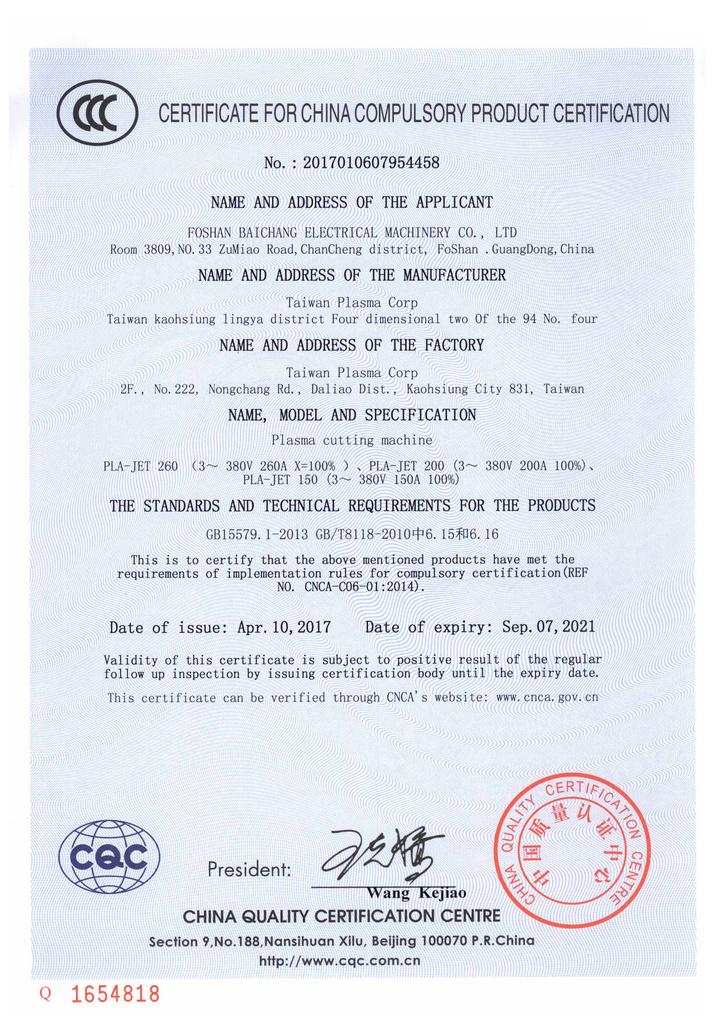 CCC
CERTIFICATE FOR CHINA COMPULSORY PRODUCT CERTIFICATION
No. : 2017010607954458
NAME AND ADDRESS OF THE APPLICANT
FOSHAN BAICHANG ELECTRICAL MACHINERY CO., LTD
Room 3809,NO.33 ZuMiao Road,ChanCheng district, FoShan .GuangDong,China
NAME AND ADDRESS OF THE MANUFACTURER
Taiwan Plasma Corp
Taiwan kaohsiung lingya district Four dimensional two Of the 94 No. four
NAME AND ADDRESS OF THE FACTORY
Taiwan Plasma Corp
2F., No.222, Nongchang Rd., Daliao Dist., Kaohsiung City 831, Taiwan
NAME, MODEL AND SPECIFICATION
Plasma cutting machine
PLA-JET 260 (3～ 380V 260A X=100% ) 、PLA-JET 200 (3～ 380V 200A 100%)、
PLA-JET 150 (3～ 380V 150A 100%)
THE STANDARDS AND TECHNICAL REQUIREMENTS FOR THE PRODUCTS
GB15579.1-2013 GB/T8118-2010中6.15和6.16
This is to certify that the above mentioned products have met the
requirements of implementation rules for compulsory certification(REF
NO. CNCA-C06-01:2014).
Date of issue: Apr.10,2017 Date of expiry: Sep.07,2021
Validity of this certificate is subject to positive result of the regular
follow up inspection by issuing certification body until the expiry date.
This certificate can be verified through CNCA's website: www.cnca.gov.cn
CQC
President:
王克娇
Wang Kejiao
CHINA QUALITY CERTIFICATION CENTRE
中国质量认证中心
CHINA QUALITY CERTIFICATION CENTRE
Section 9,No.188,Nansihuan Xilu, Beijing 100070 P.R.China
http://www.cqc.com.cn
Q 1654818